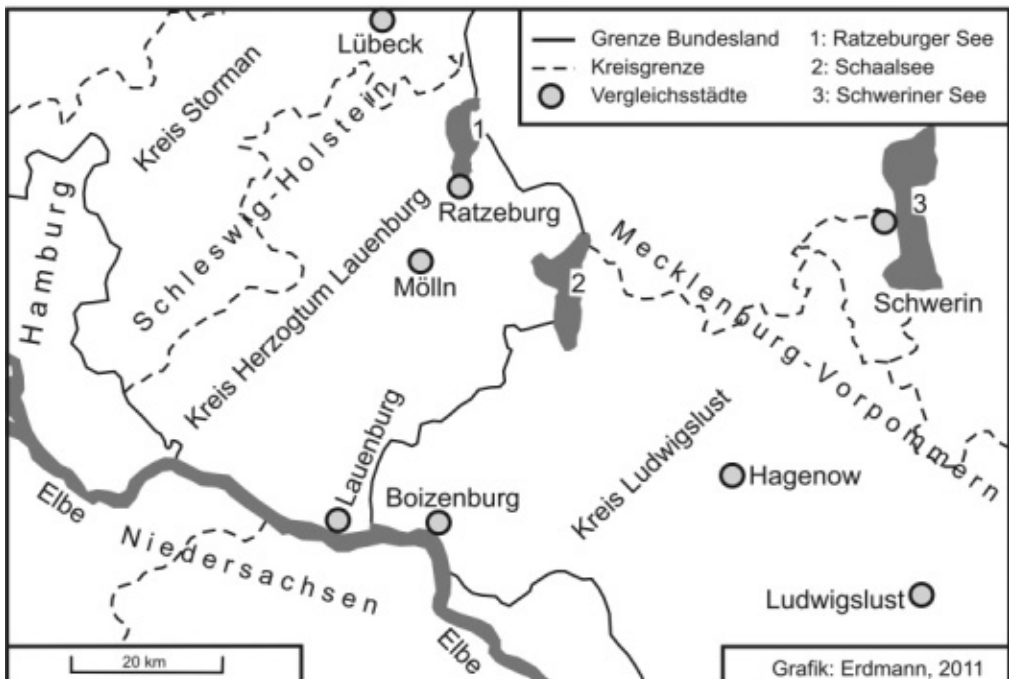 Lübeck
Grenze Bundesland
Kreisgrenze
Vergleichsstädte
1: Ratzeburger See
2: Schaalsee
3: Schweriner See
Kreis Storman
Schleswig-Holstein
Hamburg
1
Ratzeburg
Mölln
Kreis Herzogtum Lauenburg
2
3
Schwerin
Mecklenburg-Vorpommern
Lauenburg
Boizenburg
Kreis Ludwigslust
Hagenow
Elbe
Niedersachsen
Ludwigslust
Elbe
20 km
Grafik: Erdmann, 2011